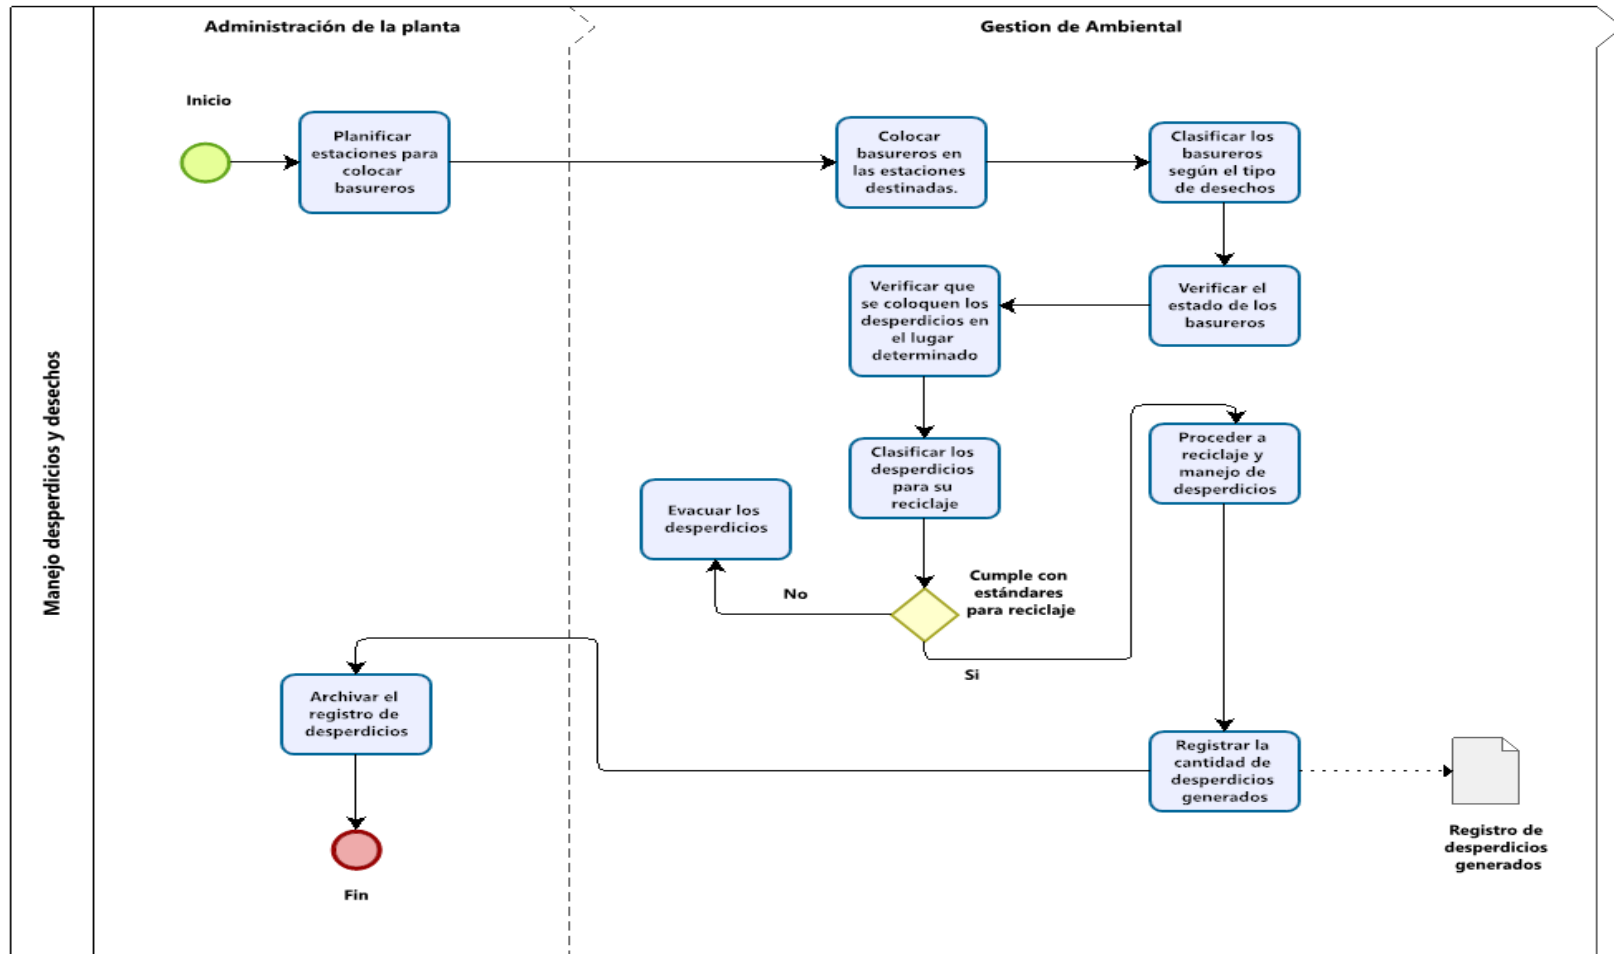 Administración de la planta
Gestion de Ambiental
Manejo desperdicios y desechos
Inicio
Planificar
estaciones para
colocar
basureros
Colocar
basureros en
las estaciones
destinadas.
Clasificar los
basureros
según el tipo
de desechos
Verificar el
estado de los
basureros
Verificar que
se coloquen los
desperdicios en
el lugar
determinado
Clasificar los
desperdicios
para su
reciclaje
Cumple con
estándares
para reciclaje
No
Evacuar los
desperdicios
Si
Proceder a
reciclaje y
manejo de
desperdicios
Registrar la
cantidad de
desperdicios
generados
Registro de
desperdicios
generados
Archivar el
registro de
desperdicios
Fin